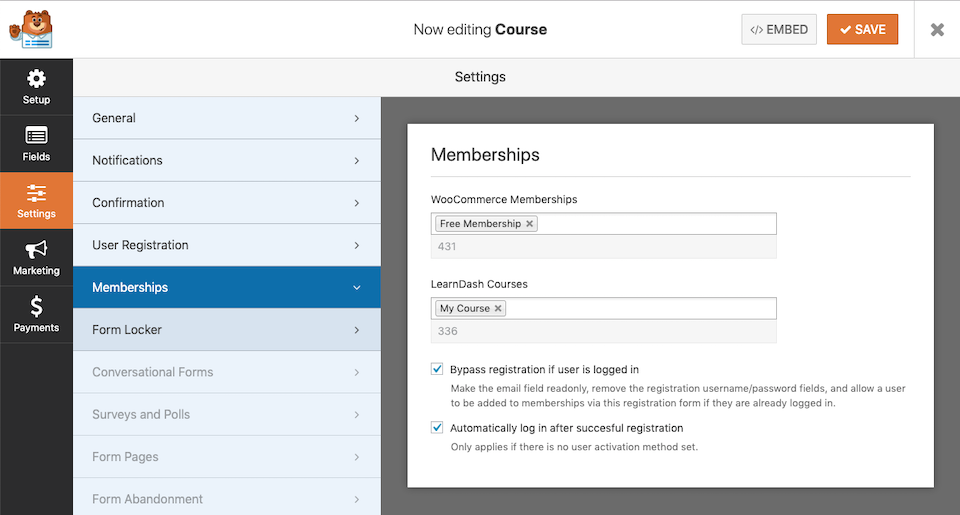 Now editing Course
</> EMBED
SAVE
Setup
Fields
Settings
Marketing
Payments
Settings
General
Notifications
Confirmation
User Registration
Memberships
Form Locker
Conversational Forms
Surveys and Polls
Form Pages
Form Abandonment
Memberships
WooCommerce Memberships
Free Membership
431
LearnDash Courses
My Course
336
Bypass registration if user is logged in
Make the email field readonly, remove the registration username/password fields, and allow a user
to be added to memberships via this registration form if they are already logged in.
Automatically log in after succesful registration
Only applies if there is no user activation method set.